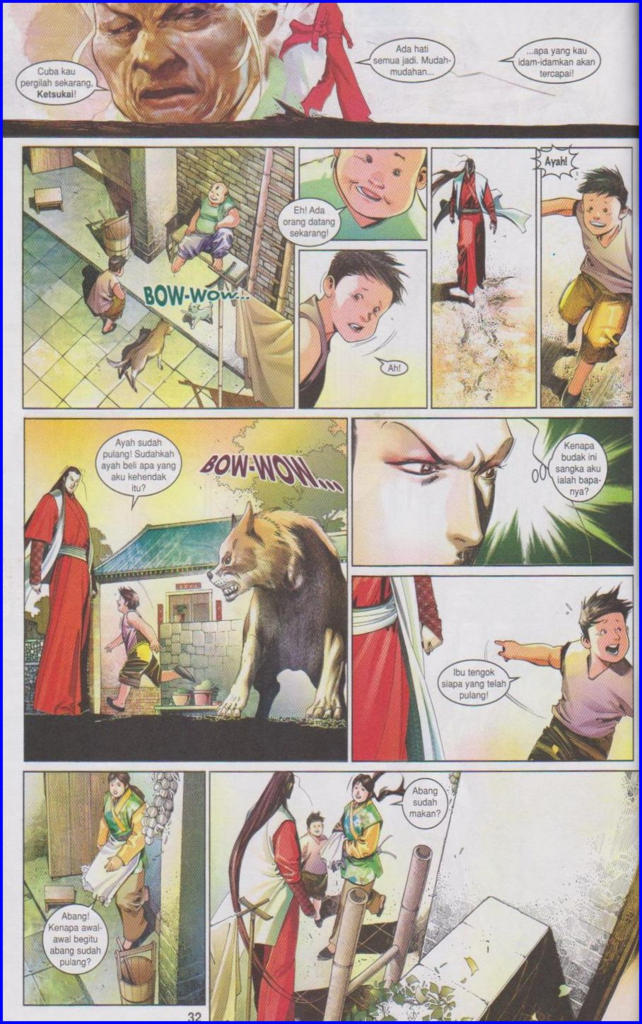 Cuba kau
pergilah sekarang,
Ketsukai!
Ada hati
semua jadi. Mudah-
mudahan...
...apa yang kau
idam-idamkan akan
tercapai!
BOW-WOW...
Eh! Ada
orang datang
sekarang!
Ah!
Ayah!
Ayah sudah
pulang! Sudahkah
ayah beli apa yang
aku kehendak
itu?
BOW-WOW...
Kenapa
budak ini
sangka aku
ialah bapa-
nya?
Ibu tengok
siapa yang telah
pulang!
Abang!
Kenapa awal-
awal begitu
abang sudah
pulang?
Abang
sudah
makan?
32